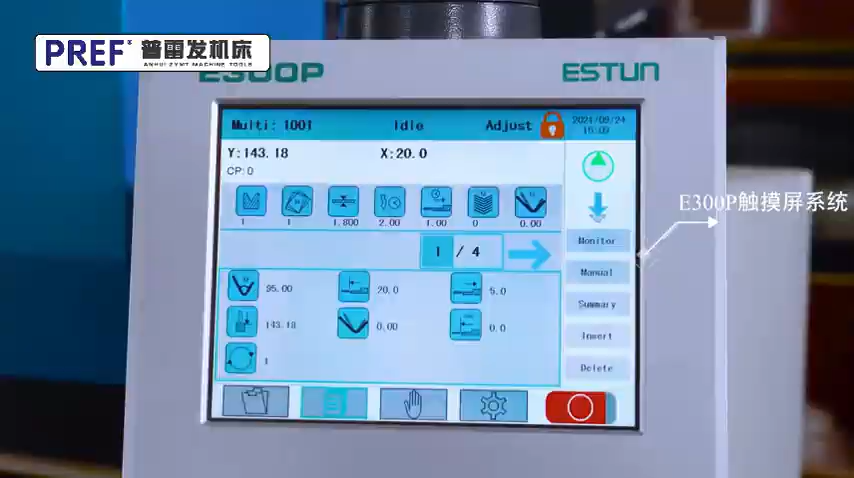 PREF 普雷发机床
ANHUI ZYMT MACHINE TOOLS
E300P
ESTUN
Multi: 1001 Idle Adjust 2021/09/24
15:09
Y:143.18 X:20.0
CP:0
1 1 1.800 2.00 1.00 0 0.00
1 / 4
E300P触摸屏系统
Monitor
Manual
Summary
Insert
Delete
95.00 20.0 5.0
143.18 0.00 0.0
1